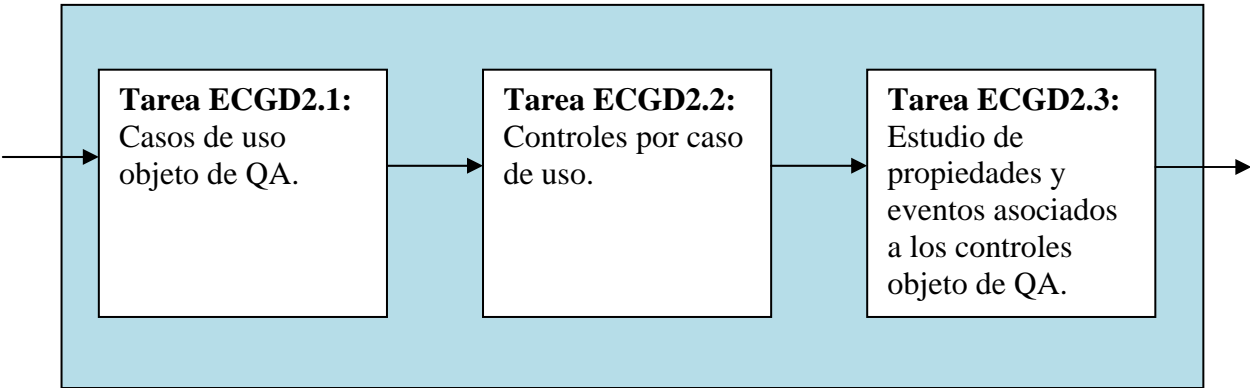 Tarea ECGD2.1:
Casos de uso
objeto de QA.
Tarea ECGD2.2:
Controles por caso
de uso.
Tarea ECGD2.3:
Estudio de
propiedades y
eventos asociados
a los controles
objeto de QA.